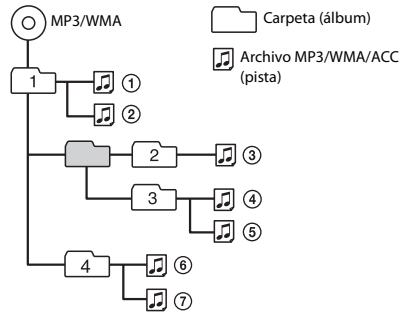 MP3/WMA
Carpeta (álbum)
Archivo MP3/WMA/ACC
(pista)
1
①
②
2
③
3
④
⑤
4
⑥
⑦